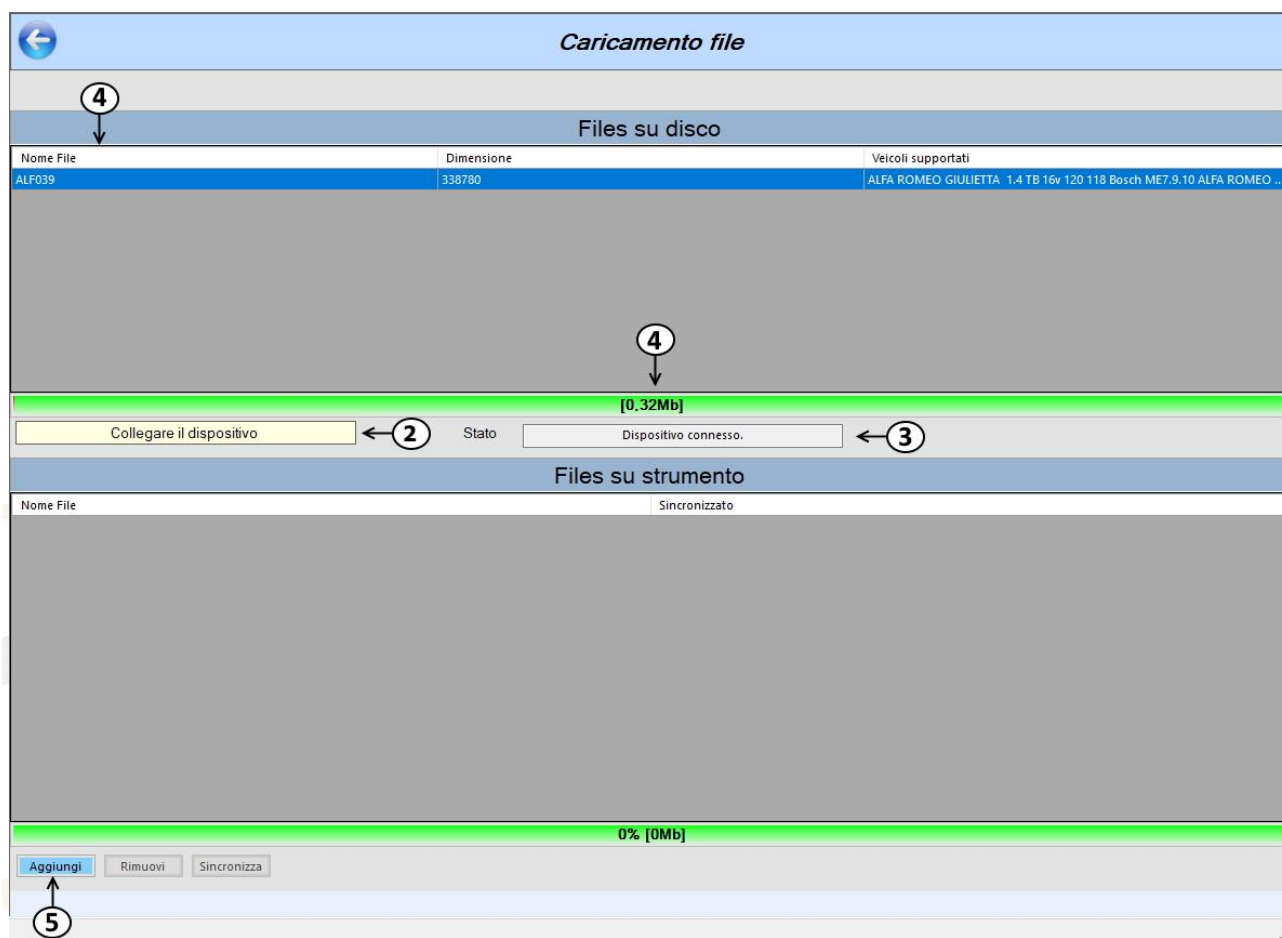 Caricamento file
4
Files su disco
Nome File Dimensione Veicoli supportati
ALF039 338780 ALFA ROMEO GIULIETTA 1.4 TB 16v 120 118 Bosch ME7.9.10 ALFA ROMEO ...
4
[0,32Mb]
Collegare il dispositivo 2 Stato Dispositivo connesso. 3
Files su strumento
Nome File Sincronizzato
0% [0Mb]
Aggiungi Rimuovi Sincronizza
5